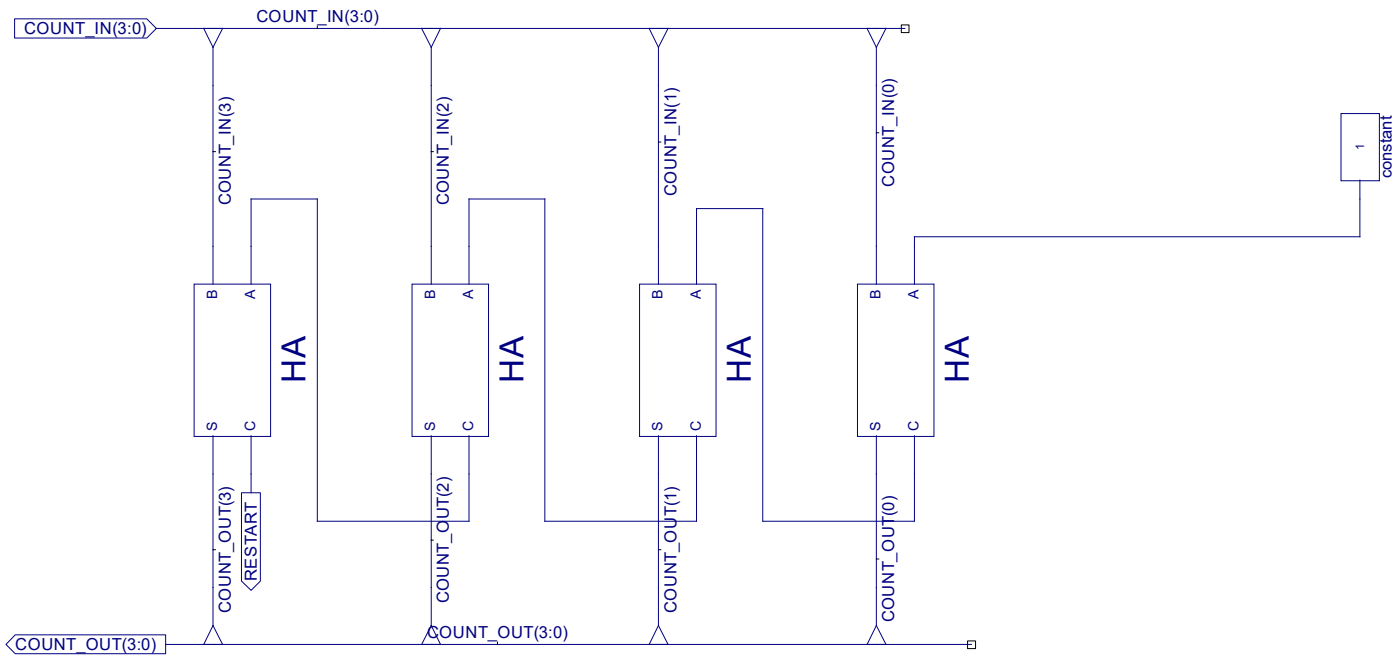 COUNT_IN(3:0)
COUNT_IN(3:0)
COUNT_IN(3)
COUNT_IN(2)
COUNT_IN(1)
COUNT_IN(0)
1
constant
B
A
HA
S
C
B
A
HA
S
C
B
A
HA
S
C
B
A
HA
S
C
COUNT_OUT(3)
RESTART
COUNT_OUT(2)
COUNT_OUT(1)
COUNT_OUT(0)
COUNT_OUT(3:0)
COUNT_OUT(3:0)